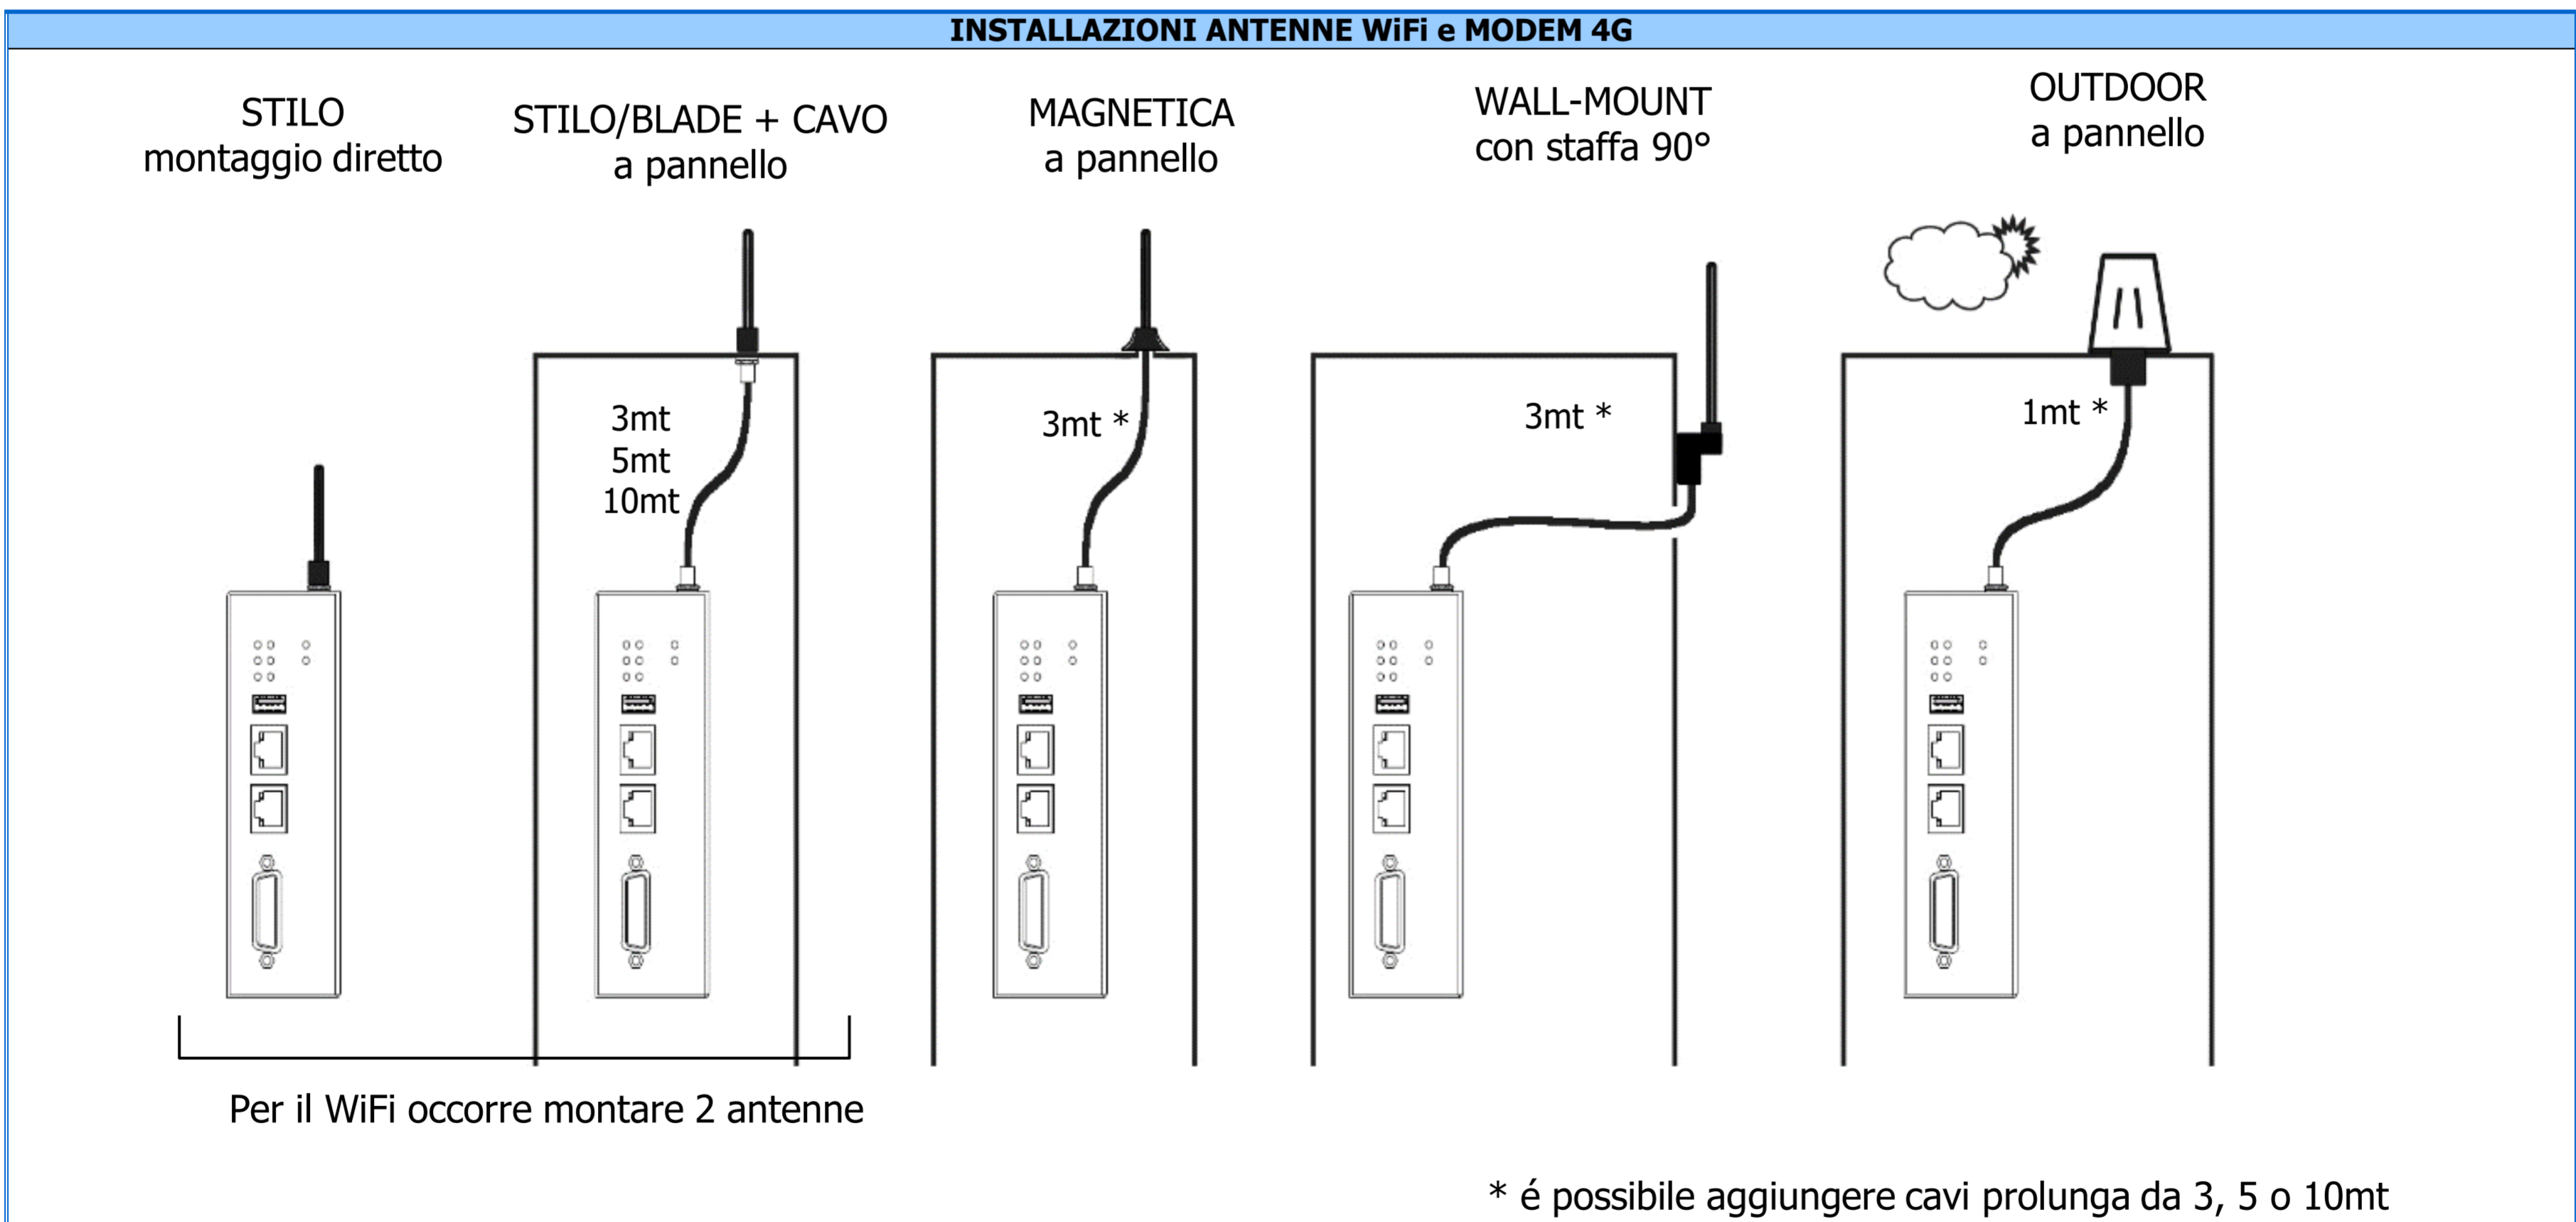 INSTALLAZIONI ANTENNE WiFi e MODEM 4G
STILO
montaggio diretto
STILO/BLADE + CAVO
a pannello
MAGNETICA
a pannello
WALL-MOUNT
con staffa 90°
OUTDOOR
a pannello
3mt
5mt
10mt
3mt *
3mt *
1mt *
Per il WiFi occorre montare 2 antenne
* é possibile aggiungere cavi prolunga da 3, 5 o 10mt